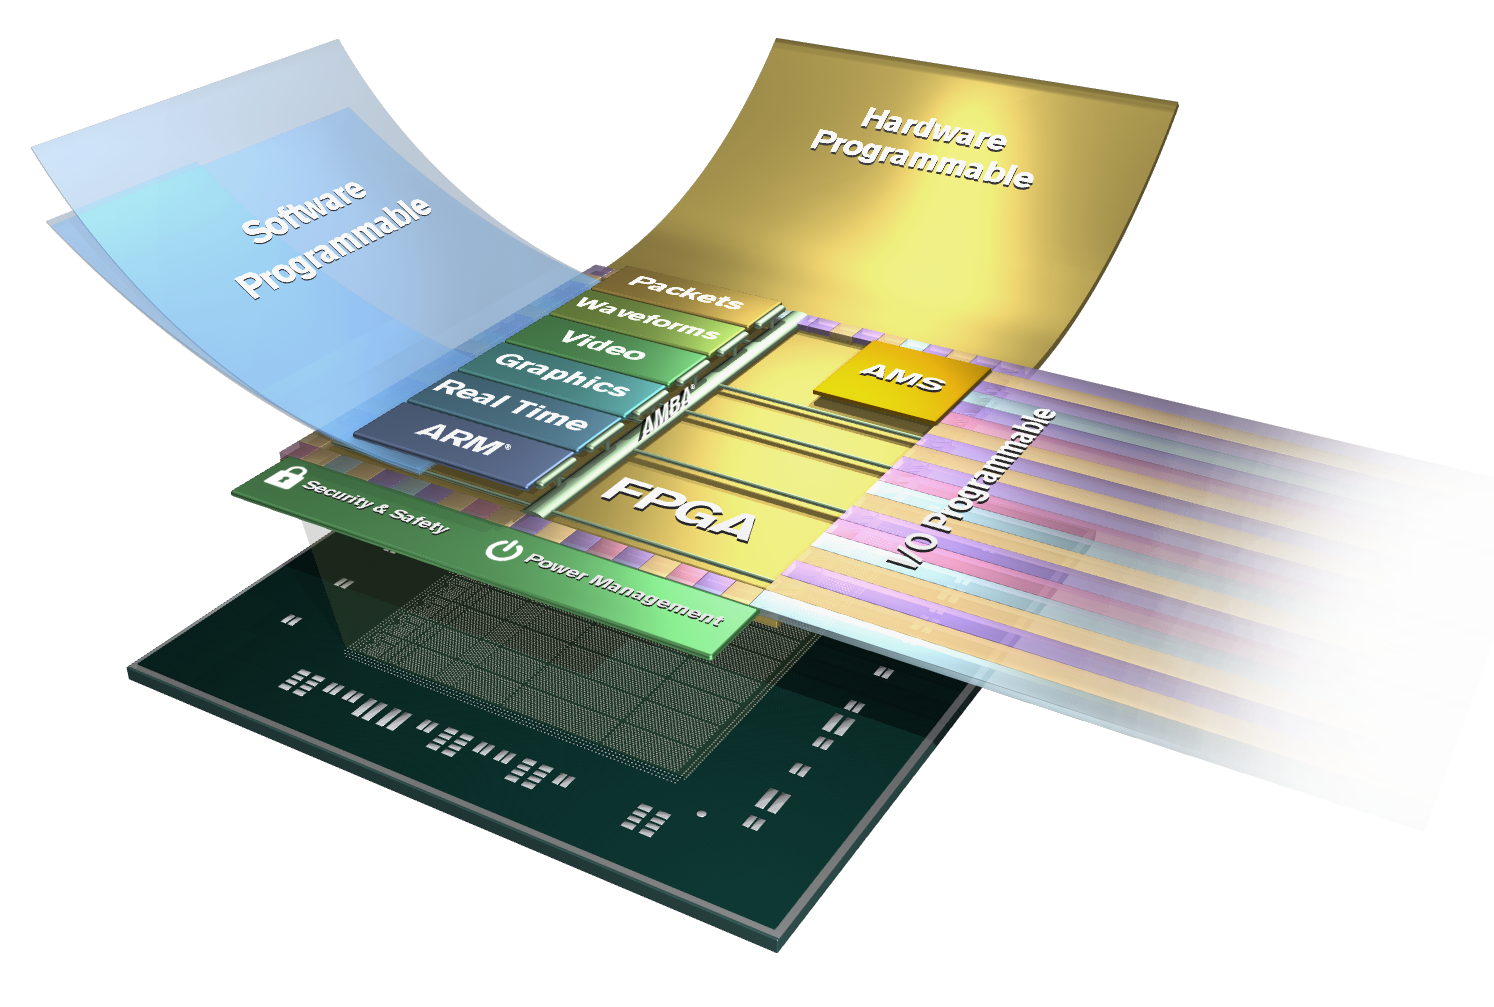 Software
Programmable
Hardware
Programmable
Packets
Waveforms
Video
Graphics
Real Time
ARM®
AMBA®
AMS
FPGA
I/O Programmable
Security & Safety
Power Management